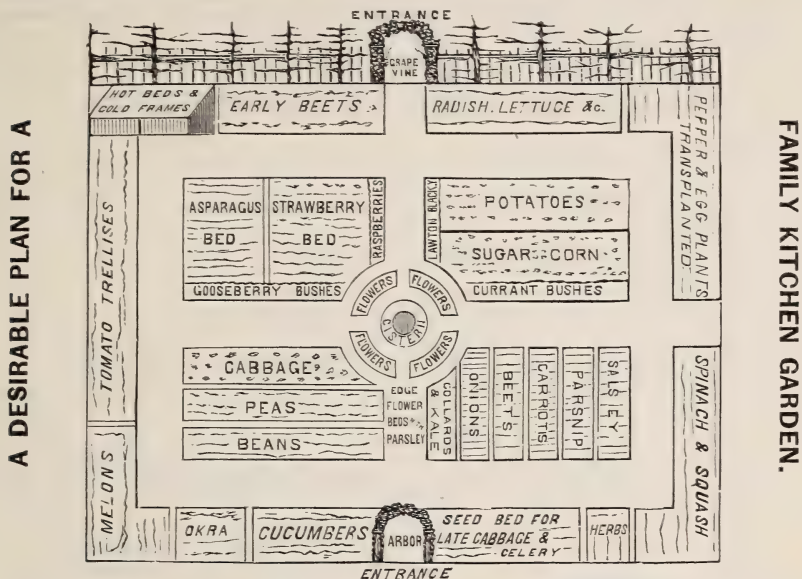 A DESIRABLE PLAN FOR A
FAMILY KITCHEN GARDEN.
ENTRANCE
GRAPE
VINE
HOT BEDS &
COLD FRAMES
EARLY BEETS
RADISH. LETTUCE &c.
PEPPER & EGG PLANTS
TRANSPLANTED.
TOMATO TRELLISES
ASPARAGUS
BED
STRAWBERRY
BED
RASPBERRIES
GOOSEBERRY BUSHES
LAWTON BLACKY
POTATOES
SUGAR CORN
CURRANT BUSHES
FLOWERS
FLOWERS
CISTERN
FLOWERS
FLOWERS
CABBAGE
PEAS
BEANS
EDGE
FLOWER
BEDS
PARSLEY
COLLARDS
& KALE
ONIONS
BEETS
CARROTS
PARSNIP
SALSIFY
SPINACH & SQUASH
MELONS
OKRA
CUCUMBERS
ARBOR
SEED BED FOR
LATE CABBAGE &
CELERY
HERBS
ENTRANCE